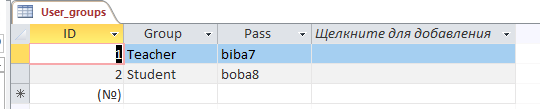 User_groups
ID Group Pass Щелкните для добавления
1 Teacher biba7
2 Student boba8
* (№)